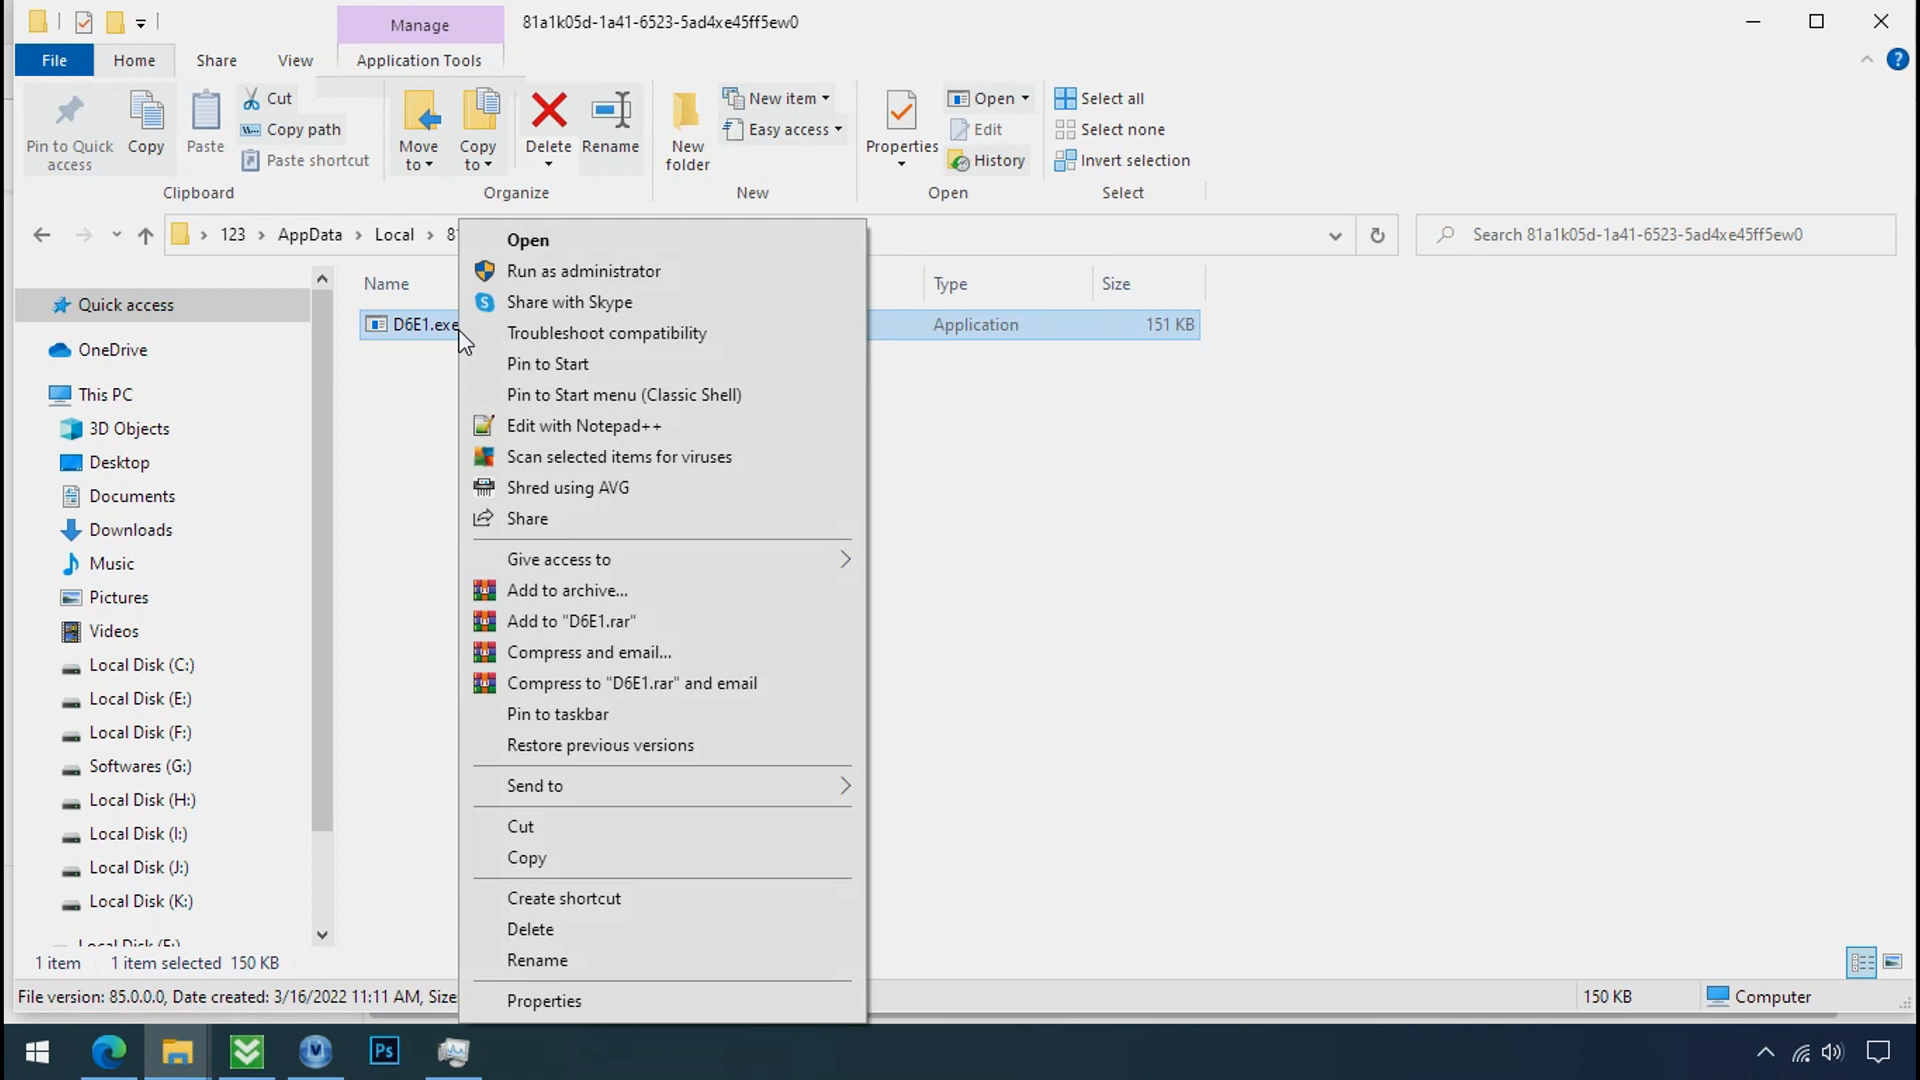 Manage
81a1k05d-1a41-6523-5ad4xe45ff5ew0
File
Home
Share
View
Application Tools
Pin to Quick access
Copy
Paste
Cut
Copy path
Paste shortcut
Clipboard
Move to
Copy to
Delete
Rename
Organize
New folder
New item
Easy access
New
Properties
Open
Edit
History
Open
Select all
Select none
Invert selection
Select
123
AppData
Local
81
Search 81a1k05d-1a41-6523-5ad4xe45ff5ew0
Name
Type
Size
D6E1.exe
Application
151 KB
Quick access
OneDrive
This PC
3D Objects
Desktop
Documents
Downloads
Music
Pictures
Videos
Local Disk (C:)
Local Disk (E:)
Local Disk (F:)
Softwares (G:)
Local Disk (H:)
Local Disk (I:)
Local Disk (J:)
Local Disk (K:)
Open
Run as administrator
Share with Skype
Troubleshoot compatibility
Pin to Start
Pin to Start menu (Classic Shell)
Edit with Notepad++
Scan selected items for viruses
Shred using AVG
Share
Give access to
Add to archive...
Add to "D6E1.rar"
Compress and email...
Compress to "D6E1.rar" and email
Pin to taskbar
Restore previous versions
Send to
Cut
Copy
Create shortcut
Delete
Rename
Properties
1 item
1 item selected 150 KB
File version: 85.0.0.0, Date created: 3/16/2022 11:11 AM, Size
150 KB
Computer
Ps